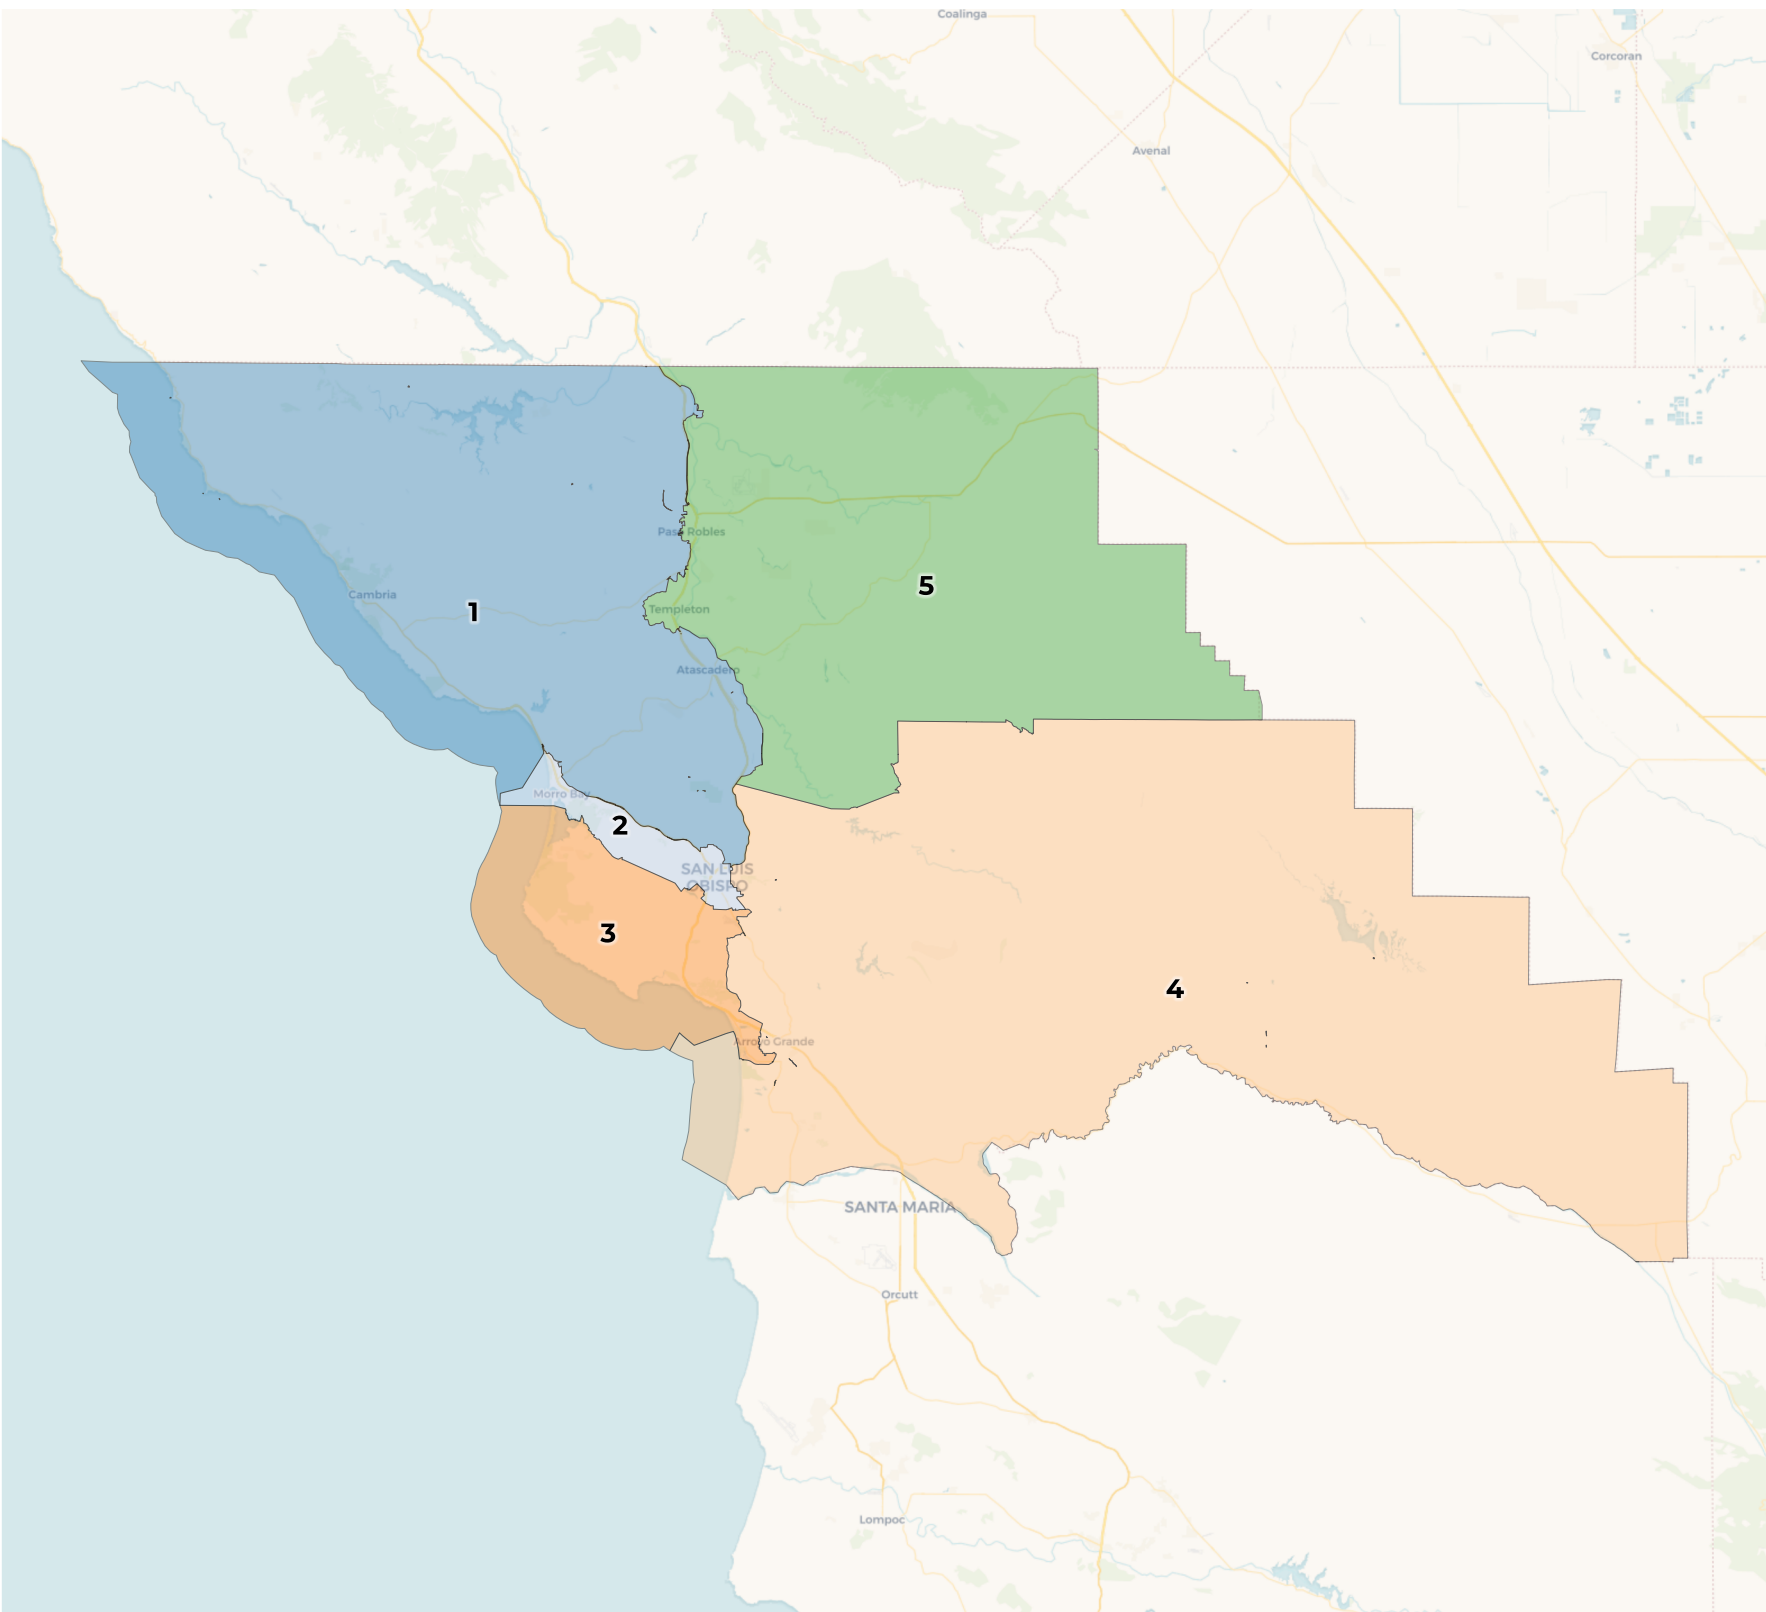 Coalinga
Corcoran
Avenal
Paso Robles
5
Cambria
1
Templeton
Atascadero
Morro Bay
2
SAN LUIS
OBISPO
3
4
Arroyo Grande
SANTA MARIA
Orcutt
Lompoc